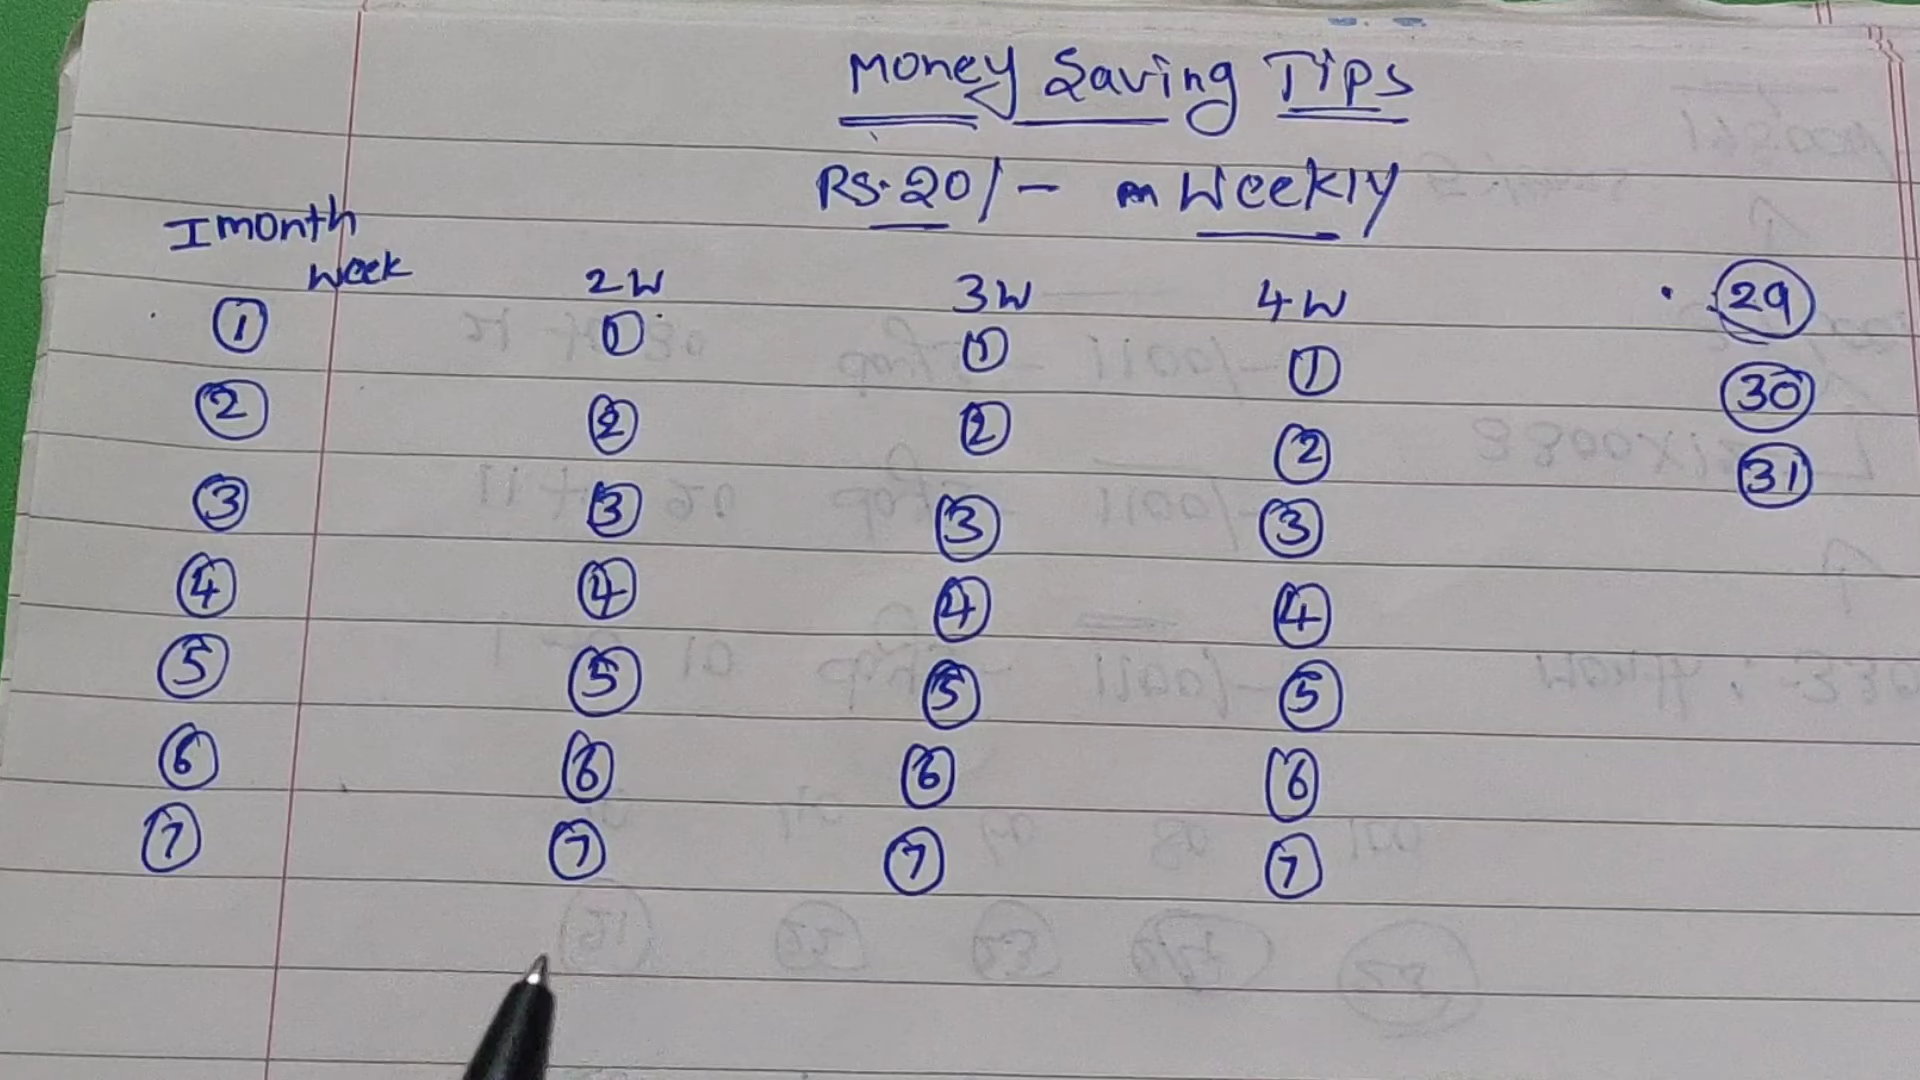 Money Saving Tips
RS. 20/- Weekly
I month
week 2W 3W 4W 29
1 1 1 1 30
2 2 2 2 31
3 3 3 3
4 4 4 4
5 5 5 5
6 6 6 6
7 7 7 7